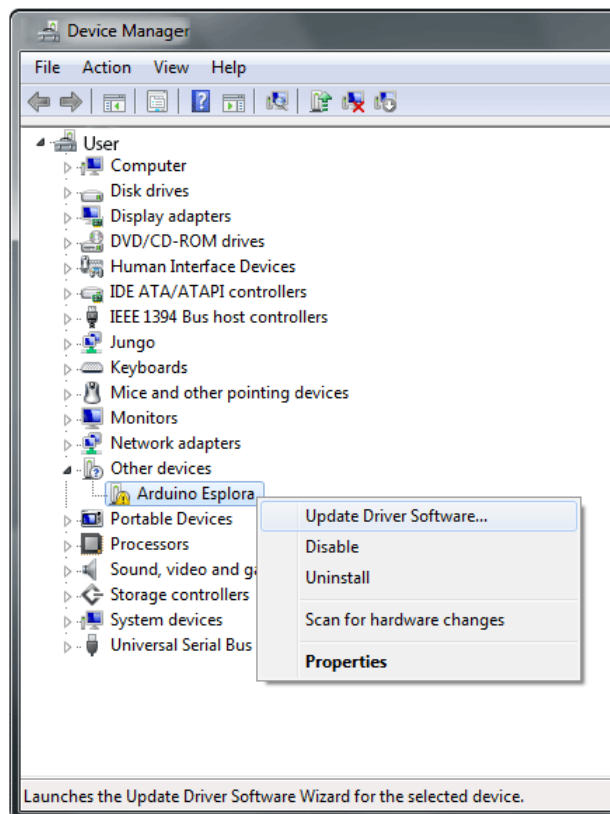 Device Manager
File Action View Help
User
Computer
Disk drives
Display adapters
DVD/CD-ROM drives
Human Interface Devices
IDE ATA/ATAPI controllers
IEEE 1394 Bus host controllers
Jungo
Keyboards
Mice and other pointing devices
Monitors
Network adapters
Other devices
Arduino Esplora
Portable Devices
Processors
Sound, video and ga
Storage controllers
System devices
Universal Serial Bus
Update Driver Software...
Disable
Uninstall
Scan for hardware changes
Properties
Launches the Update Driver Software Wizard for the selected device.